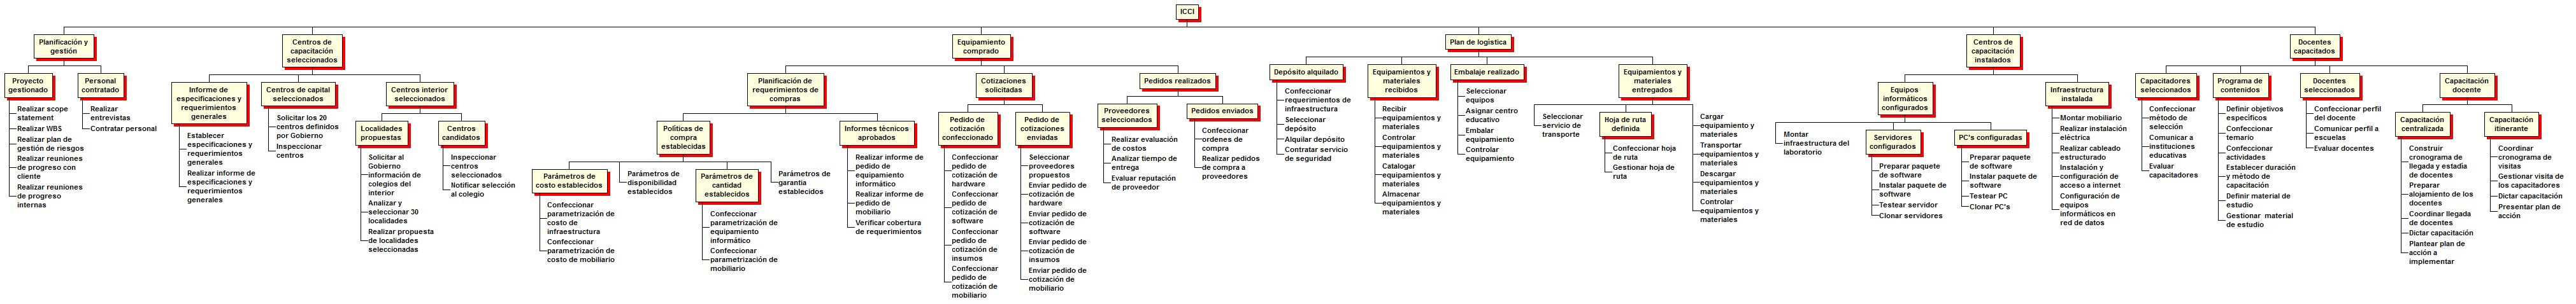 ICCI
Planificación y
gestión
Proyecto
gestionado
Realizar scope
statement
Realizar WBS
Realizar plan de
gestión de riesgos
Realizar reuniones
de progreso con
cliente
Realizar reuniones
de progreso
internas
Personal
contratado
Realizar
entrevistas
Contratar personal
Centros de
capacitación
seleccionados
Informe de
especificaciones y
requerimientos
generales
Establecer
especificaciones y
requerimientos
generales
Realizar informe de
especificaciones y
requerimientos
generales
Centros de capital
seleccionados
Solicitar los 20
centros definidos
por Gobierno
Inspeccionar
centros
Centros interior
seleccionados
Localidades
propuestas
Solicitar al
Gobierno
información de
colegios del
interior
Analizar y
seleccionar 30
localidades
Realizar propuesta
de localidades
seleccionadas
Centros
candidatos
Inspeccionar
centros
seleccionados
Notificar selección
al colegio
Equipamiento
comprado
Planificación de
requerimientos de
compras
Políticas de
compra
establecidas
Parámetros de
costo establecidos
Confeccionar
parametrización de
costo de
infraestructura
Confeccionar
parametrización de
costo de mobiliario
Parámetros de
disponibilidad
establecidos
Parámetros de
cantidad
establecidos
Confeccionar
parametrización de
equipamiento
informático
Confeccionar
parametrización de
mobiliario
Parámetros de
garantía
establecidos
Informes técnicos
aprobados
Realizar informe de
pedido de
equipamiento
informático
Realizar informe de
pedido de
mobiliario
Verificar cobertura
de requerimientos
Cotizaciones
solicitadas
Pedido de
cotización
confeccionado
Confeccionar
pedido de
cotización de
hardware
Confeccionar
pedido de
cotización de
software
Confeccionar
pedido de
cotización de
insumos
Confeccionar
pedido de
cotización de
mobiliario
Pedido de
cotizaciones
enviadas
Seleccionar
proveedores
propuestos
Enviar pedido de
cotización de
hardware
Enviar pedido de
cotización de
software
Enviar pedido de
cotización de
insumos
Enviar pedido de
cotización de
mobiliario
Pedidos realizados
Proveedores
seleccionados
Realizar evaluación
de costos
Analizar tiempo de
entrega
Evaluar reputación
de proveedor
Pedidos enviados
Confeccionar
ordenes de
compra
Realizar pedidos
de compra a
proveedores
Plan de logística
Depósito alquilado
Confeccionar
requerimientos de
infraestructura
Seleccionar
depósito
Alquilar depósito
Contratar servicio
de seguridad
Equipamientos y
materiales
recibidos
Recibir
equipamientos y
materiales
Controlar
equipamientos y
materiales
Catalogar
equipamientos y
materiales
Almacenar
equipamientos y
materiales
Embalaje realizado
Seleccionar
equipos
Asignar centro
educativo
Embalar
equipamiento
Controlar
equipamiento
Equipamientos y
materiales
entregados
Seleccionar
servicio de
transporte
Hoja de ruta
definida
Confeccionar hoja
de ruta
Gestionar hoja de
ruta
Cargar
equipamiento y
materiales
Transportar
equipamiento y
materiales
Descargar
equipamientos y
materiales
Controlar
equipamientos y
materiales
Centros de
capacitación
instalados
Equipos
informáticos
configurados
Montar
infraestructura del
laboratorio
Servidores
configurados
Preparar paquete
de software
Instalar paquete de
software
Testear servidor
Clonar servidores
PC's configuradas
Preparar paquete
de software
Instalar paquete de
software
Testear PC
Clonar PC's
Infraestructura
instalada
Montar mobiliario
Realizar instalación
eléctrica
Realizar cableado
estructurado
Instalación y
configuración de
acceso a internet
Configuración de
equipos
informáticos en
red de datos
Docentes
capacitados
Capacitadores
seleccionados
Confeccionar
método de
selección
Comunicar a
instituciones
educativas
Evaluar
capacitadores
Programa de
contenidos
Definir objetivos
específicos
Confeccionar
temario
Confeccionar
actividades
Establecer duración
y método de
capacitación
Definir material de
estudio
Gestionar material
de estudio
Docentes
seleccionados
Confeccionar perfil
del docente
Comunicar perfil a
escuelas
Evaluar docentes
Capacitación
docente
Capacitación
centralizada
Construir
cronograma de
llegada y estadía
de docentes
Preparar
alojamiento de los
docentes
Coordinar llegada
de docentes
Dictar capacitación
Plantear plan de
acción a
implementar
Capacitación
itinerante
Coordinar
cronograma de
visitas
Gestionar visita de
los capacitadores
Dictar capacitación
Presentar plan de
acción